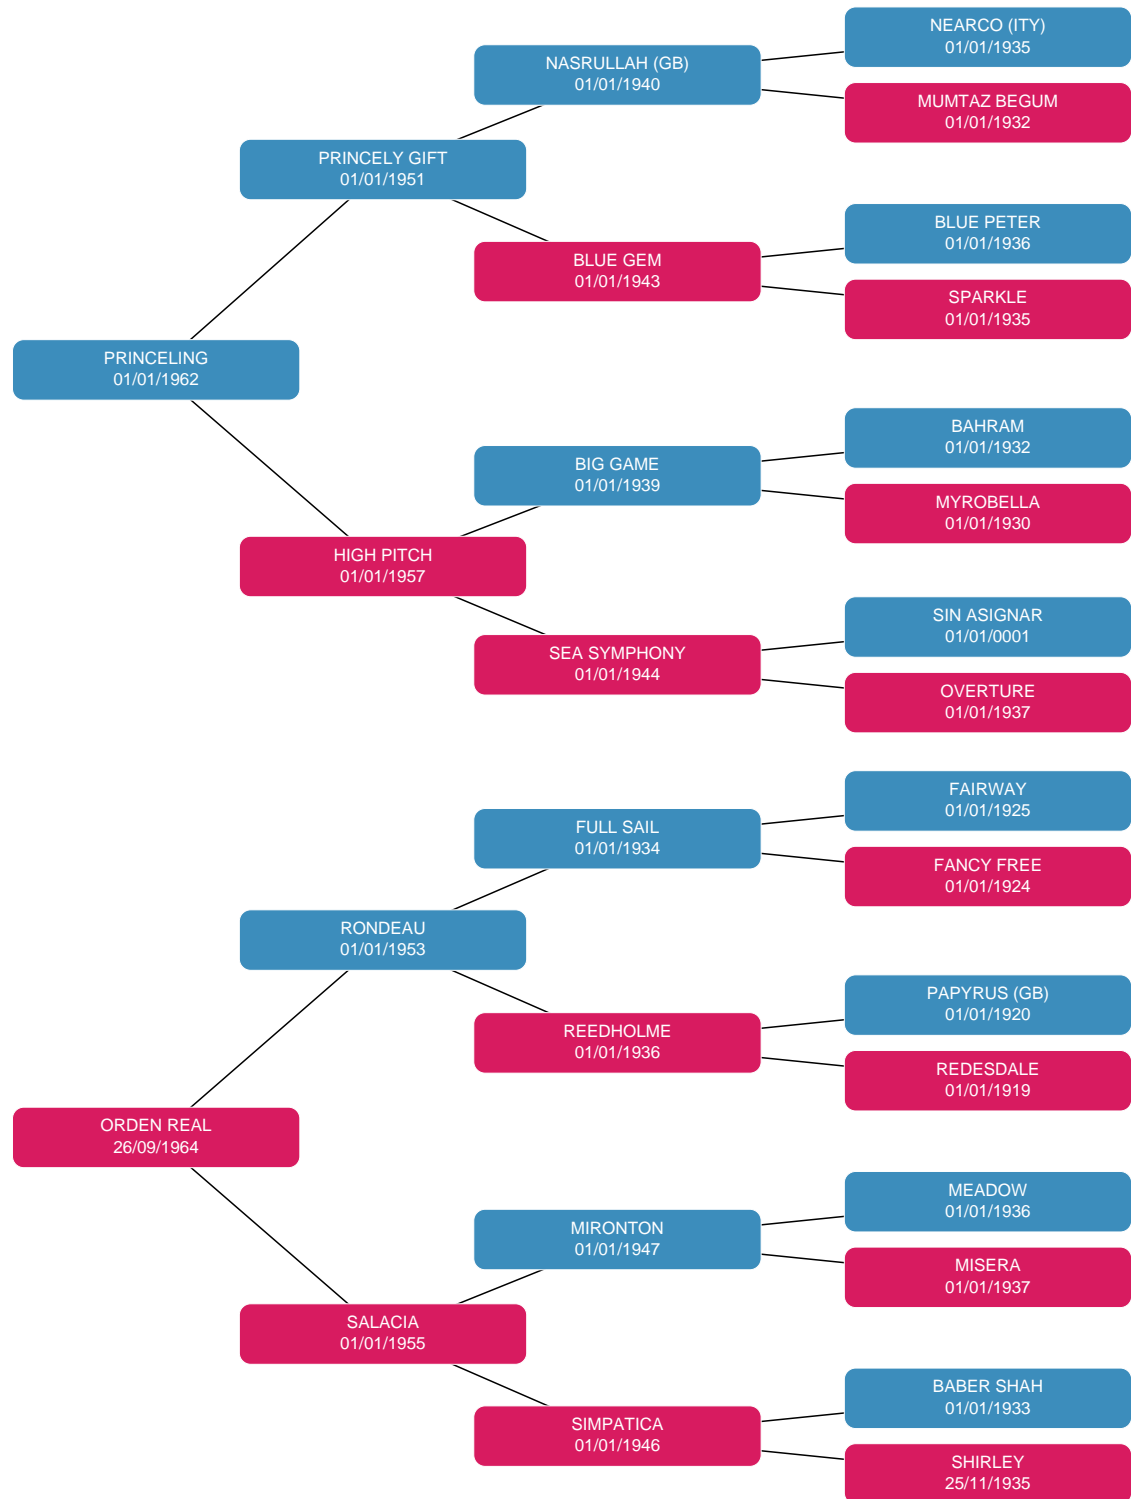 NEARCO (ITY)
01/01/1935
NASRULLAH (GB)
01/01/1940
MUMTAZ BEGUM
01/01/1932
PRINCELY GIFT
01/01/1951
BLUE PETER
01/01/1936
BLUE GEM
01/01/1943
SPARKLE
01/01/1935
PRINCELING
01/01/1962
BAHRAM
01/01/1932
BIG GAME
01/01/1939
MYROBELLA
01/01/1930
HIGH PITCH
01/01/1957
SIN ASIGNAR
01/01/0001
SEA SYMPHONY
01/01/1944
OVERTURE
01/01/1937
FAIRWAY
01/01/1925
FULL SAIL
01/01/1934
FANCY FREE
01/01/1924
RONDEAU
01/01/1953
PAPYRUS (GB)
01/01/1920
REEDHOLME
01/01/1936
REDESDALE
01/01/1919
ORDEN REAL
26/09/1964
MEADOW
01/01/1936
MIRONTON
01/01/1947
MISERA
01/01/1937
SALACIA
01/01/1955
BABER SHAH
01/01/1933
SIMPATICA
01/01/1946
SHIRLEY
25/11/1935